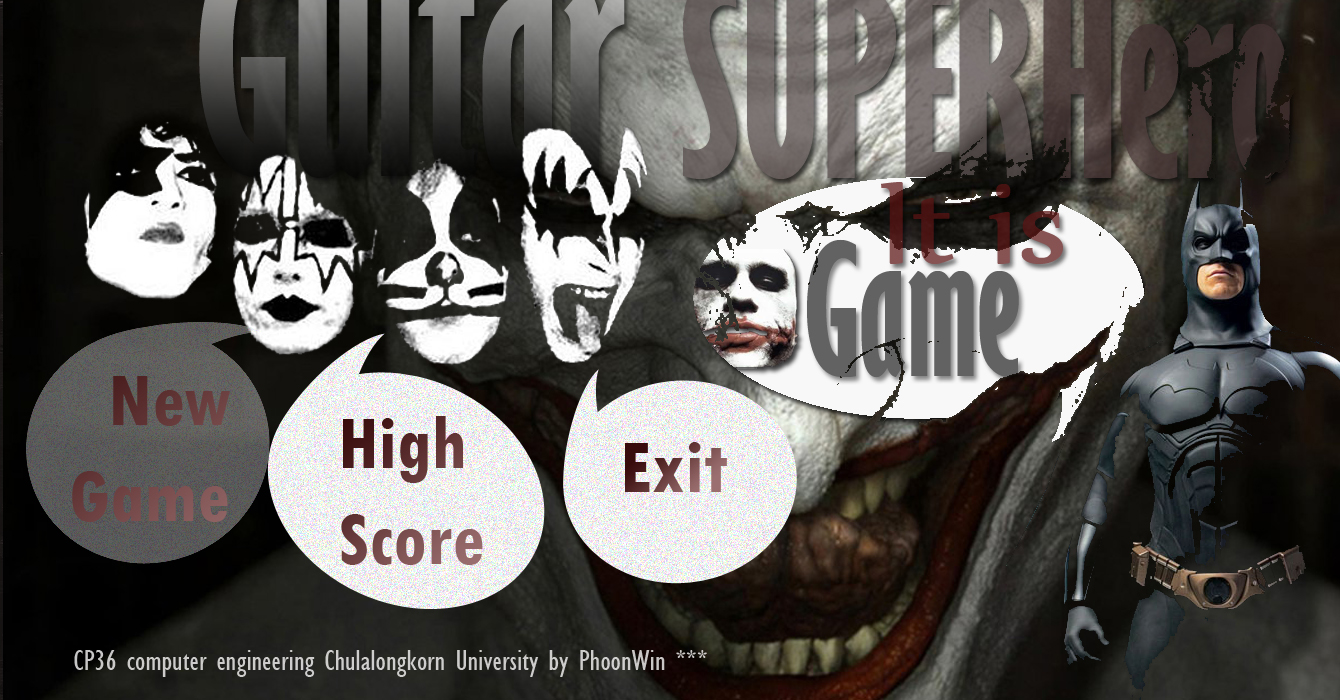 Guitar SUPERHero
It is
Game
New
Game
High
Score
Exit
CP36 computer engineering Chulalongkorn University by PhoonWin ***